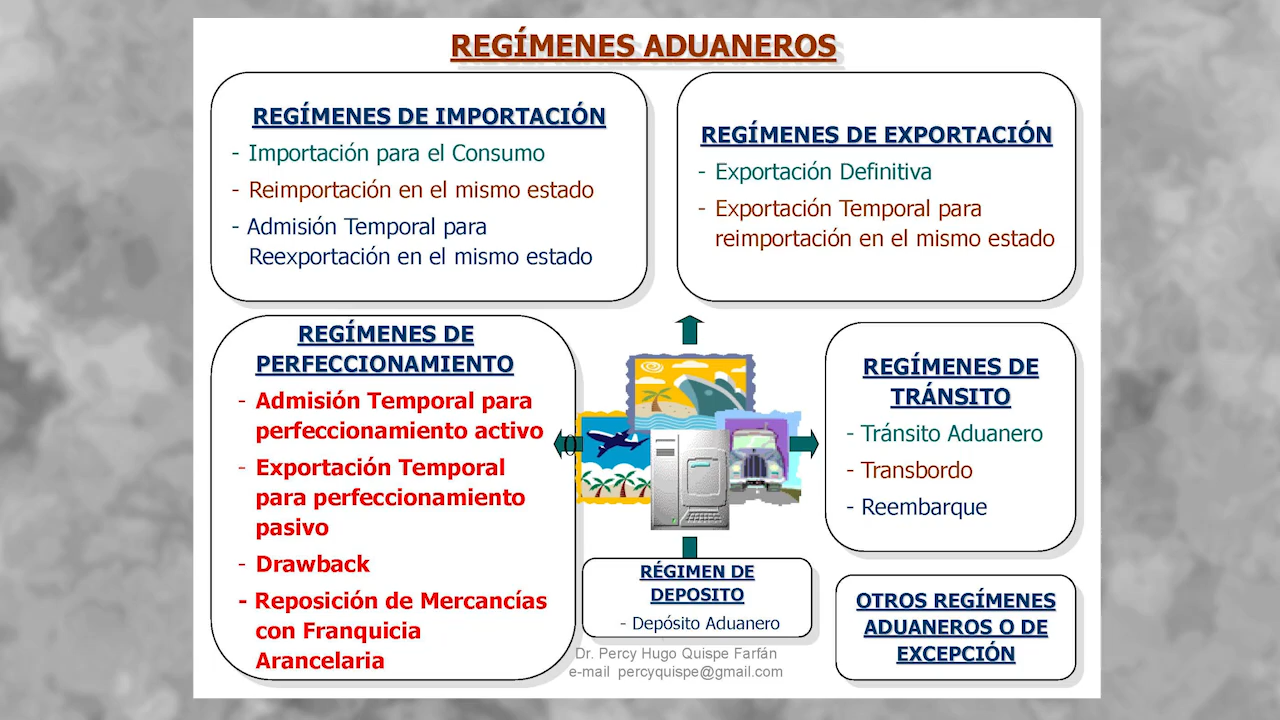 REGÍMENES ADUANEROS
REGÍMENES DE IMPORTACIÓN
- Importación para el Consumo
- Reimportación en el mismo estado
- Admisión Temporal para
Reexportación en el mismo estado
REGÍMENES DE EXPORTACIÓN
- Exportación Definitiva
- Exportación Temporal para
reimportación en el mismo estado
REGÍMENES DE
PERFECCIONAMIENTO
- Admisión Temporal para
perfeccionamiento activo
- Exportación Temporal
para perfeccionamiento
pasivo
- Drawback
- Reposición de Mercancías
con Franquicia
Arancelaria
REGÍMENES DE
TRÁNSITO
- Tránsito Aduanero
- Transbordo
- Reembarque
RÉGIMEN DE
DEPOSITO
- Depósito Aduanero
OTROS REGÍMENES
ADUANEROS O DE
EXCEPCIÓN
Dr. Percy Hugo Quispe Farfán
e-mail percyquispe@gmail.com